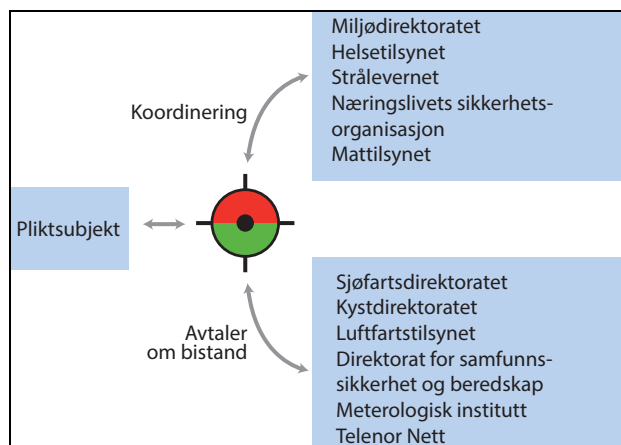 Miljødirektoratet
Helsetilsynet
Strålevernet
Næringslivets sikkerhets-
organisasjon
Mattilsynet
Koordinering
Pliktsubjekt
Avtaler
om bistand
Sjøfartsdirektoratet
Kystdirektoratet
Luftfartstilsynet
Direktorat for samfunns-
sikkerhet og beredskap
Meterologisk institutt
Telenor Nett